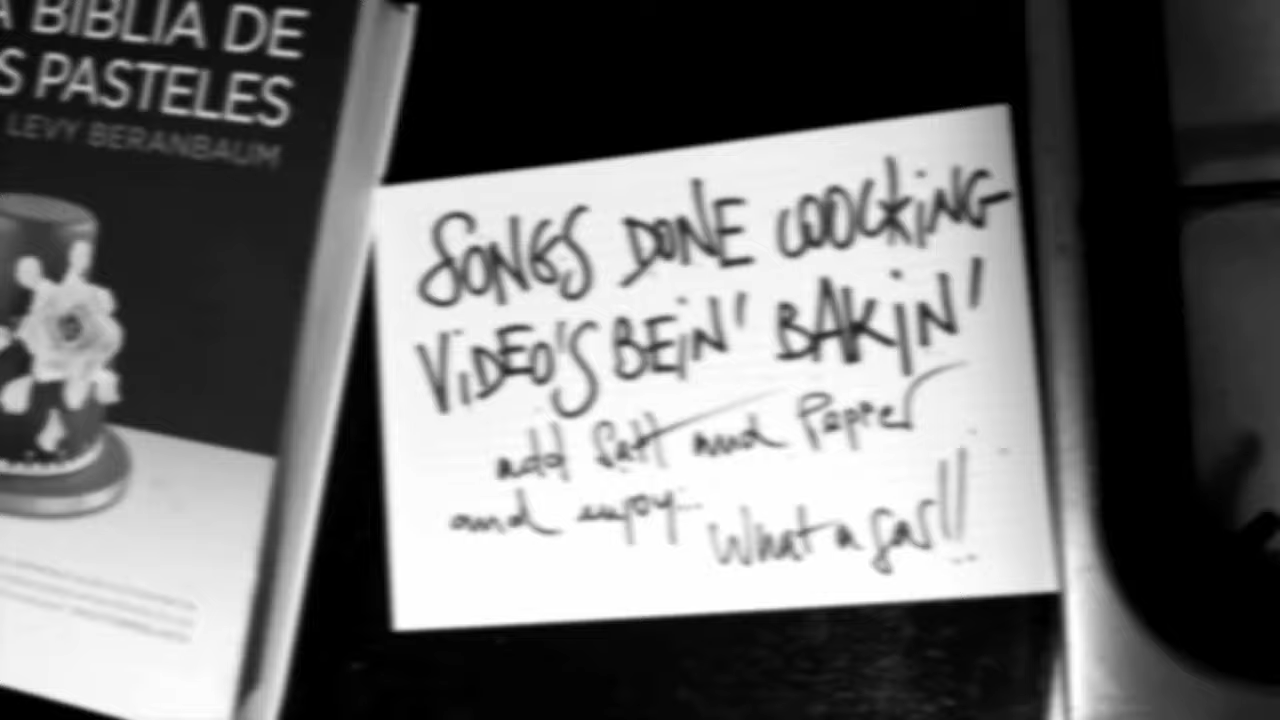 A BIBLIA DE
S PASTELES
LEVY BERANBAUM
SONGS DONE COOCKING
ViDEO'S BEiN' BAKiN'
add Salt and Pepper
and enjoy..
What a gas!!